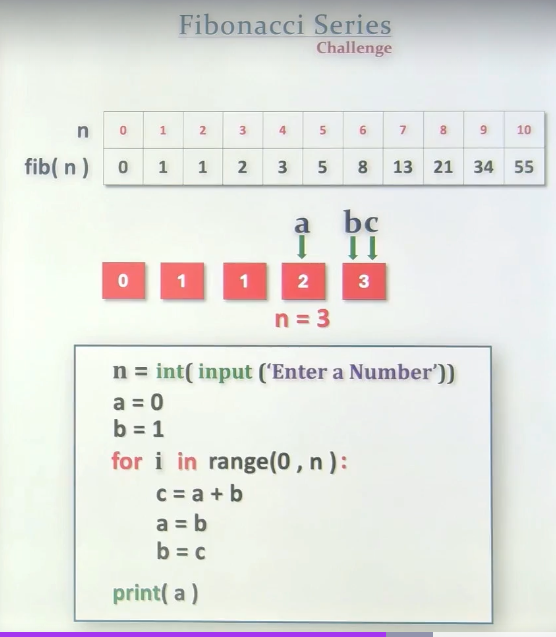 Fibonacci Series
Challenge
n 0 1 2 3 4 5 6 7 8 9 10
fib( n ) 0 1 1 2 3 5 8 13 21 34 55
a b c
0 1 1 2 3
n = 3
n = int( input (‘Enter a Number’))
a = 0
b = 1
for i in range(0 , n ):
c = a + b
a = b
b = c
print( a )